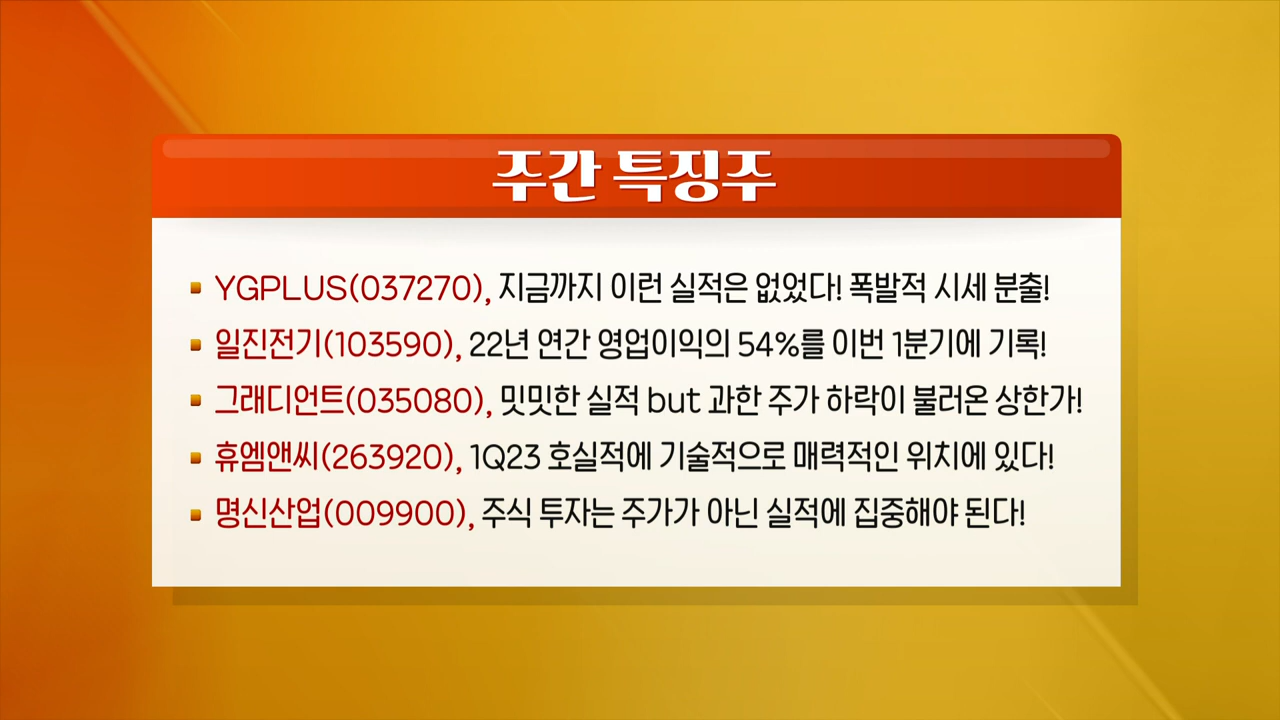 주간 특징주
YGPLUS(037270), 지금까지 이런 실적은 없었다! 폭발적 시세 분출!
일진전기(103590), 22년 연간 영업이익의 54%를 이번 1분기에 기록!
그래디언트(035080), 밋밋한 실적 but 과한 주가 하락이 불러온 상한가!
휴엠앤씨(263920), 1Q23 호실적에 기술적으로 매력적인 위치에 있다!
명신산업(009900), 주식 투자는 주가가 아닌 실적에 집중해야 된다!